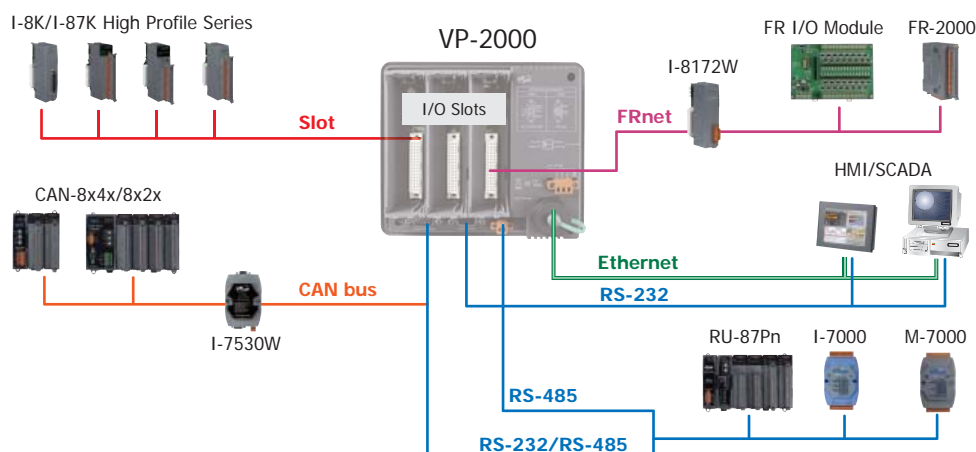 I-8K/I-87K High Profile Series
VP-2000
FR I/O Module
FR-2000
I-8172W
I/O Slots
Slot
FRnet
CAN-8x4x/8x2x
HMI/SCADA
Ethernet
CAN bus
RS-232
I-7530W
RU-87Pn
I-7000
M-7000
RS-485
RS-232/RS-485